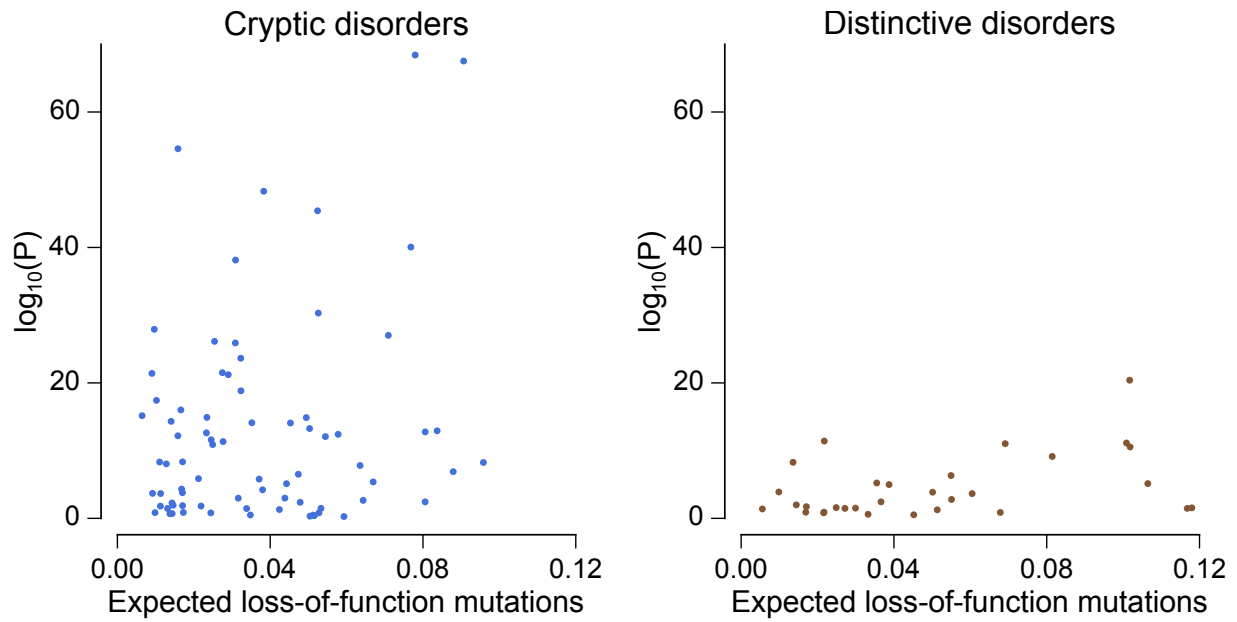 Cryptic disorders
log10(P)
60
40
20
0
0.00 0.04 0.08 0.12
Expected loss-of-function mutations
Distinctive disorders
log10(P)
60
40
20
0
0.00 0.04 0.08 0.12
Expected loss-of-function mutations